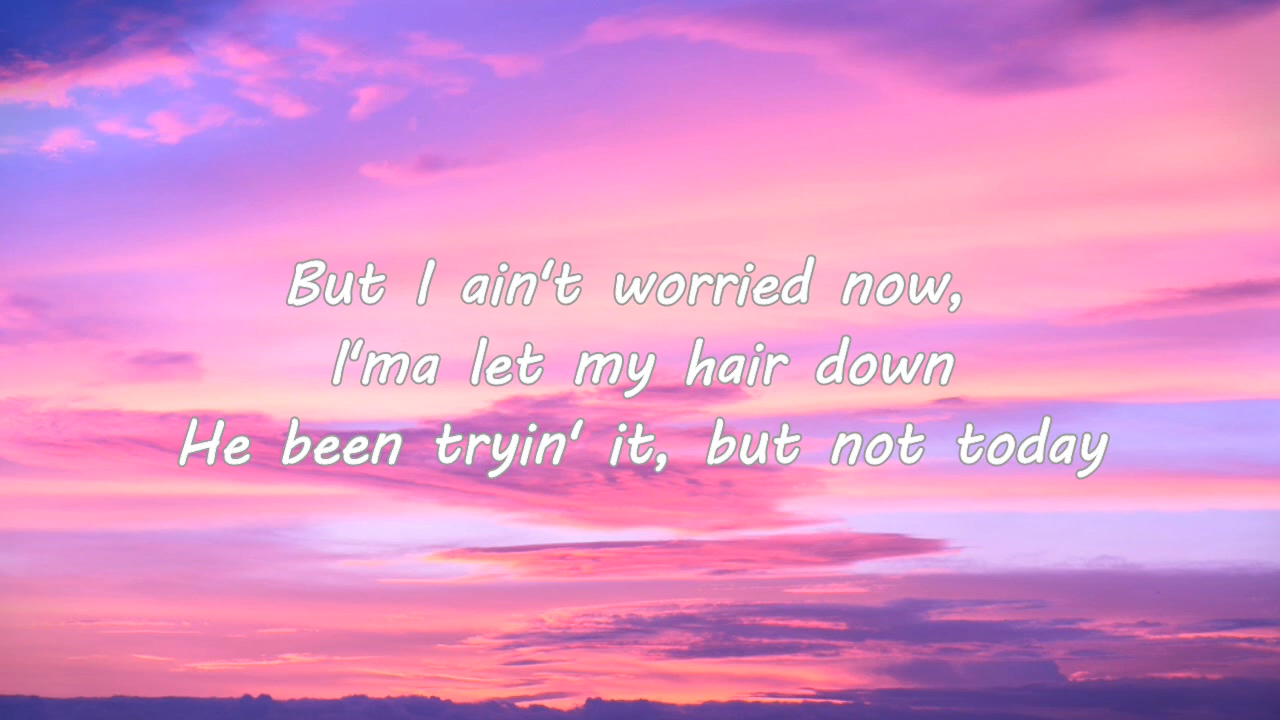 But I ain't worried now,
I'ma let my hair down
He been tryin' it, but not today